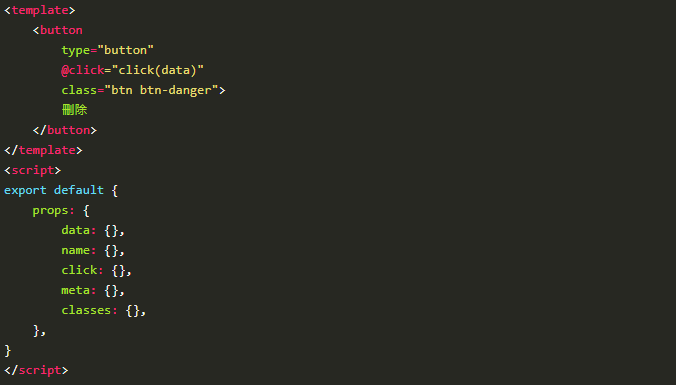 <template>
    <button
        type="button"
        @click="click(data)"
        class="btn btn-danger">
        刪除
    </button>
</template>
<script>
export default {
    props: {
        data: {},
        name: {},
        click: {},
        meta: {},
        classes: {},
    },
}
</script>